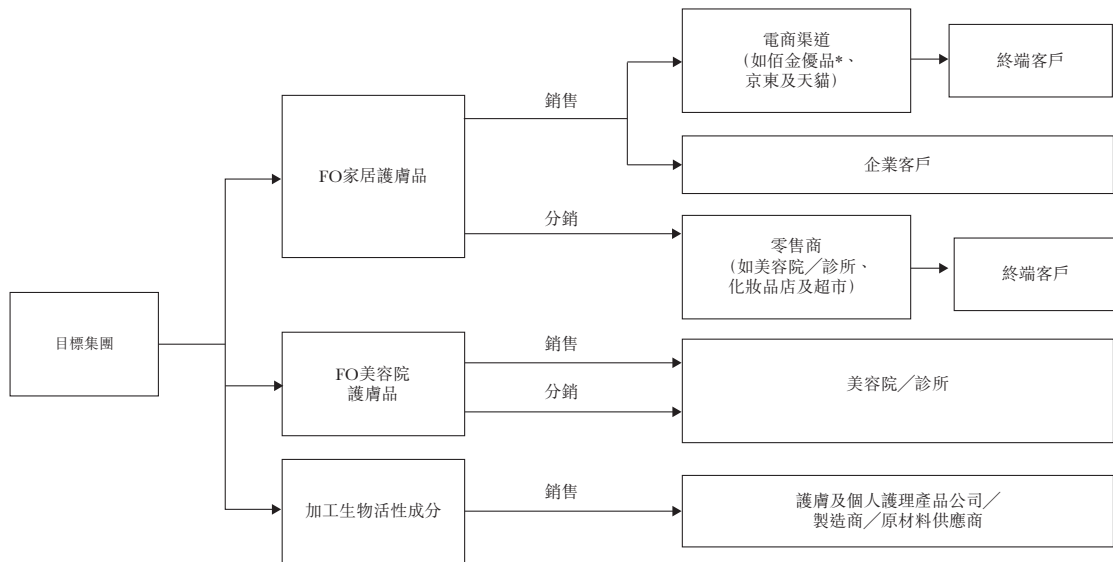 電商渠道
（如佰金優品*、
京東及天貓）
終端客戶
銷售
FO家居護膚品
企業客戶
分銷
零售商
（如美容院／診所、
化妝品店及超市）
終端客戶
目標集團
銷售
FO美容院
護膚品
美容院／診所
分銷
銷售
加工生物活性成分
護膚及個人護理產品公司／
製造商／原材料供應商